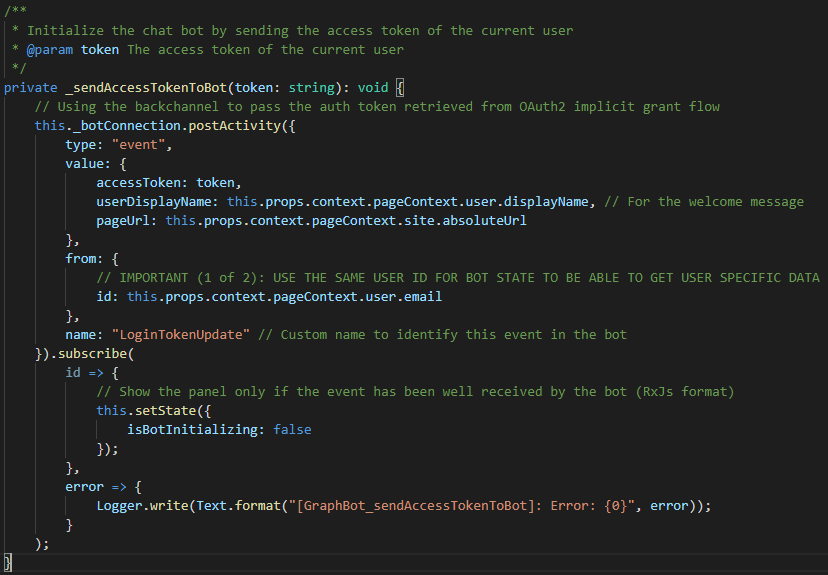 /**
 * Initialize the chat bot by sending the access token of the current user
 * @param token The access token of the current user
 */
private _sendAccessTokenToBot(token: string): void {
    // Using the backchannel to pass the auth token retrieved from OAuth2 implicit grant flow
    this._botConnection.postActivity({
        type: "event",
        value: {
            accessToken: token,
            userDisplayName: this.props.context.pageContext.user.displayName, // For the welcome message
            pageUrl: this.props.context.pageContext.site.absoluteUrl
        },
        from: {
            // IMPORTANT (1 of 2): USE THE SAME USER ID FOR BOT STATE TO BE ABLE TO GET USER SPECIFIC DATA
            id: this.props.context.pageContext.user.email
        },
        name: "LoginTokenUpdate" // Custom name to identify this event in the bot
    }).subscribe(
        id => {
            // Show the panel only if the event has been well received by the bot (RxJs format)
            this.setState({
                isBotInitializing: false
            });
        },
        error => {
            Logger.write(Text.format("[GraphBot_sendAccessTokenToBot]: Error: {0}", error));
        }
    );
}